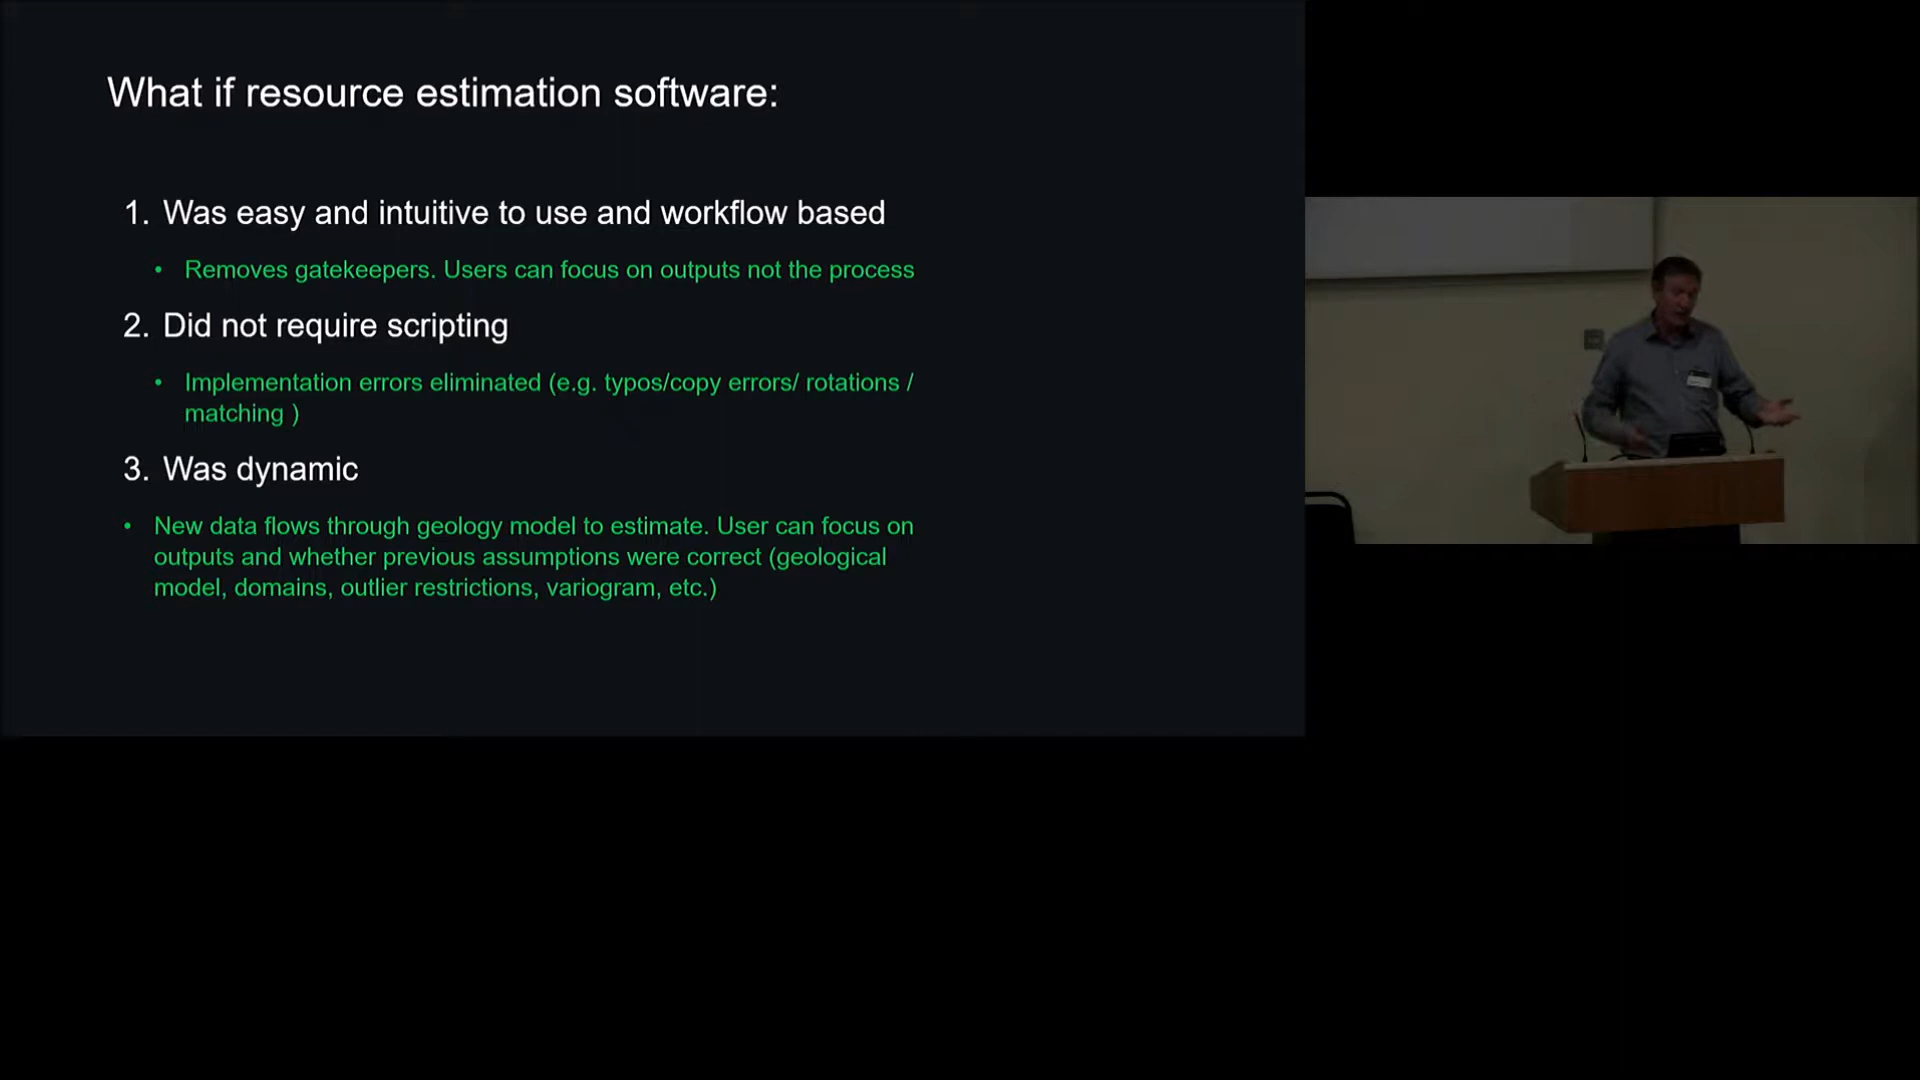 What if resource estimation software:
1. Was easy and intuitive to use and workflow based
• Removes gatekeepers. Users can focus on outputs not the process
2. Did not require scripting
• Implementation errors eliminated (e.g. typos/copy errors/ rotations /
matching )
3. Was dynamic
• New data flows through geology model to estimate. User can focus on
outputs and whether previous assumptions were correct (geological
model, domains, outlier restrictions, variogram, etc.)